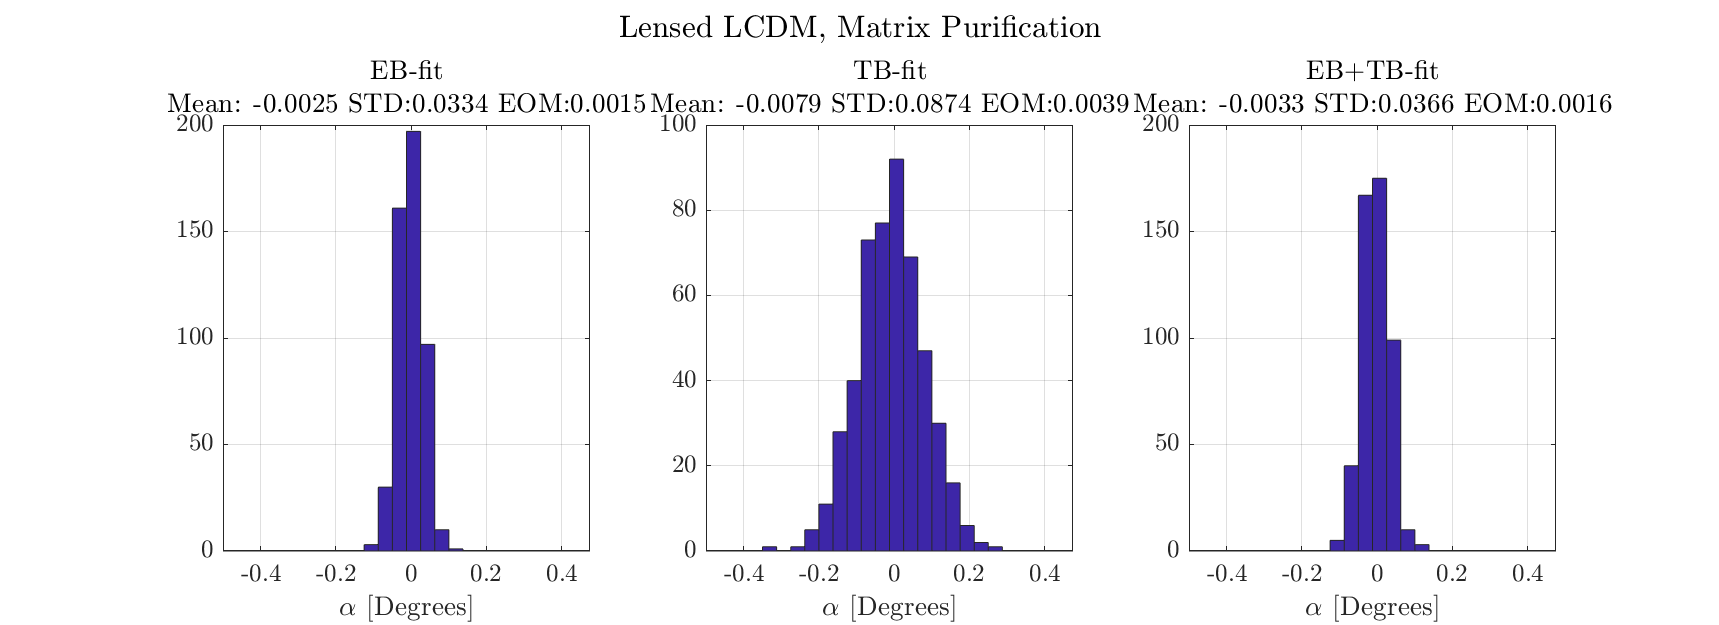 Lensed LCDM, Matrix Purification
EB-fit
Mean: -0.0025 STD:0.0334 EOM:0.0015
200
150
100
50
0
-0.4 -0.2 0 0.2 0.4
α [Degrees]
TB-fit
Mean: -0.0079 STD:0.0874 EOM:0.0039
100
80
60
40
20
0
-0.4 -0.2 0 0.2 0.4
α [Degrees]
EB+TB-fit
Mean: -0.0033 STD:0.0366 EOM:0.0016
200
150
100
50
0
-0.4 -0.2 0 0.2 0.4
α [Degrees]